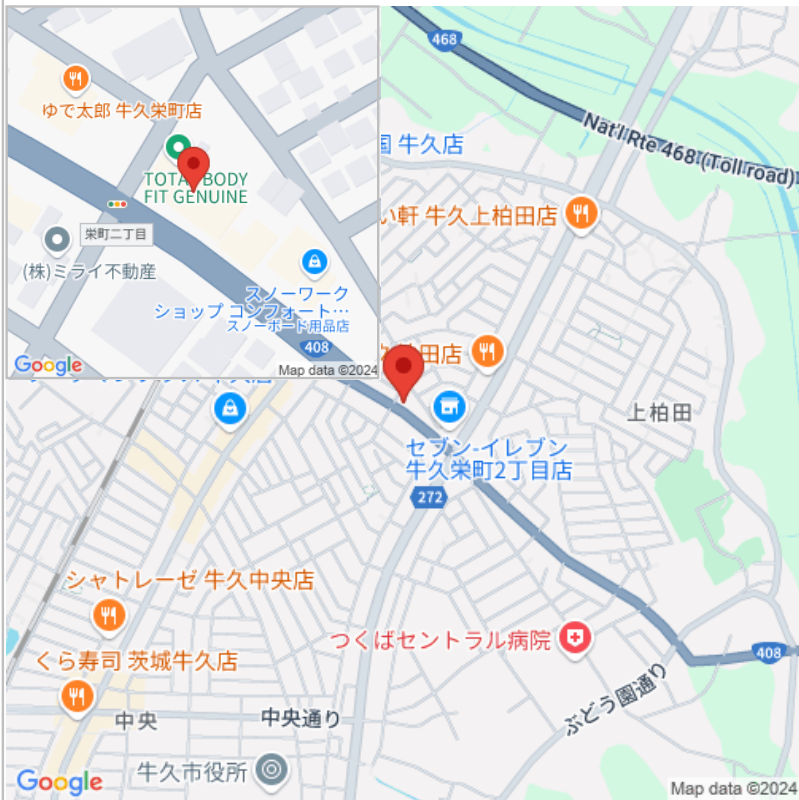 ゆで太郎 牛久栄町店
TOTAL BODY
FIT GENUINE
栄町二丁目
(株)ミライ不動産
スノーワーク
ショップ コンフォート…
スノーボード用品店
408
Google
Map data ©2024
468
Nat'l Rte 468 (Toll road)
牛久店
い軒 牛久上柏田店
田店
上柏田
セブン-イレブン
牛久栄町2丁目店
272
シャトレーゼ 牛久中央店
つくばセントラル病院
くら寿司 茨城牛久店
408
ぶどう園通り
中央
中央通り
牛久市役所
Google
Map data ©2024